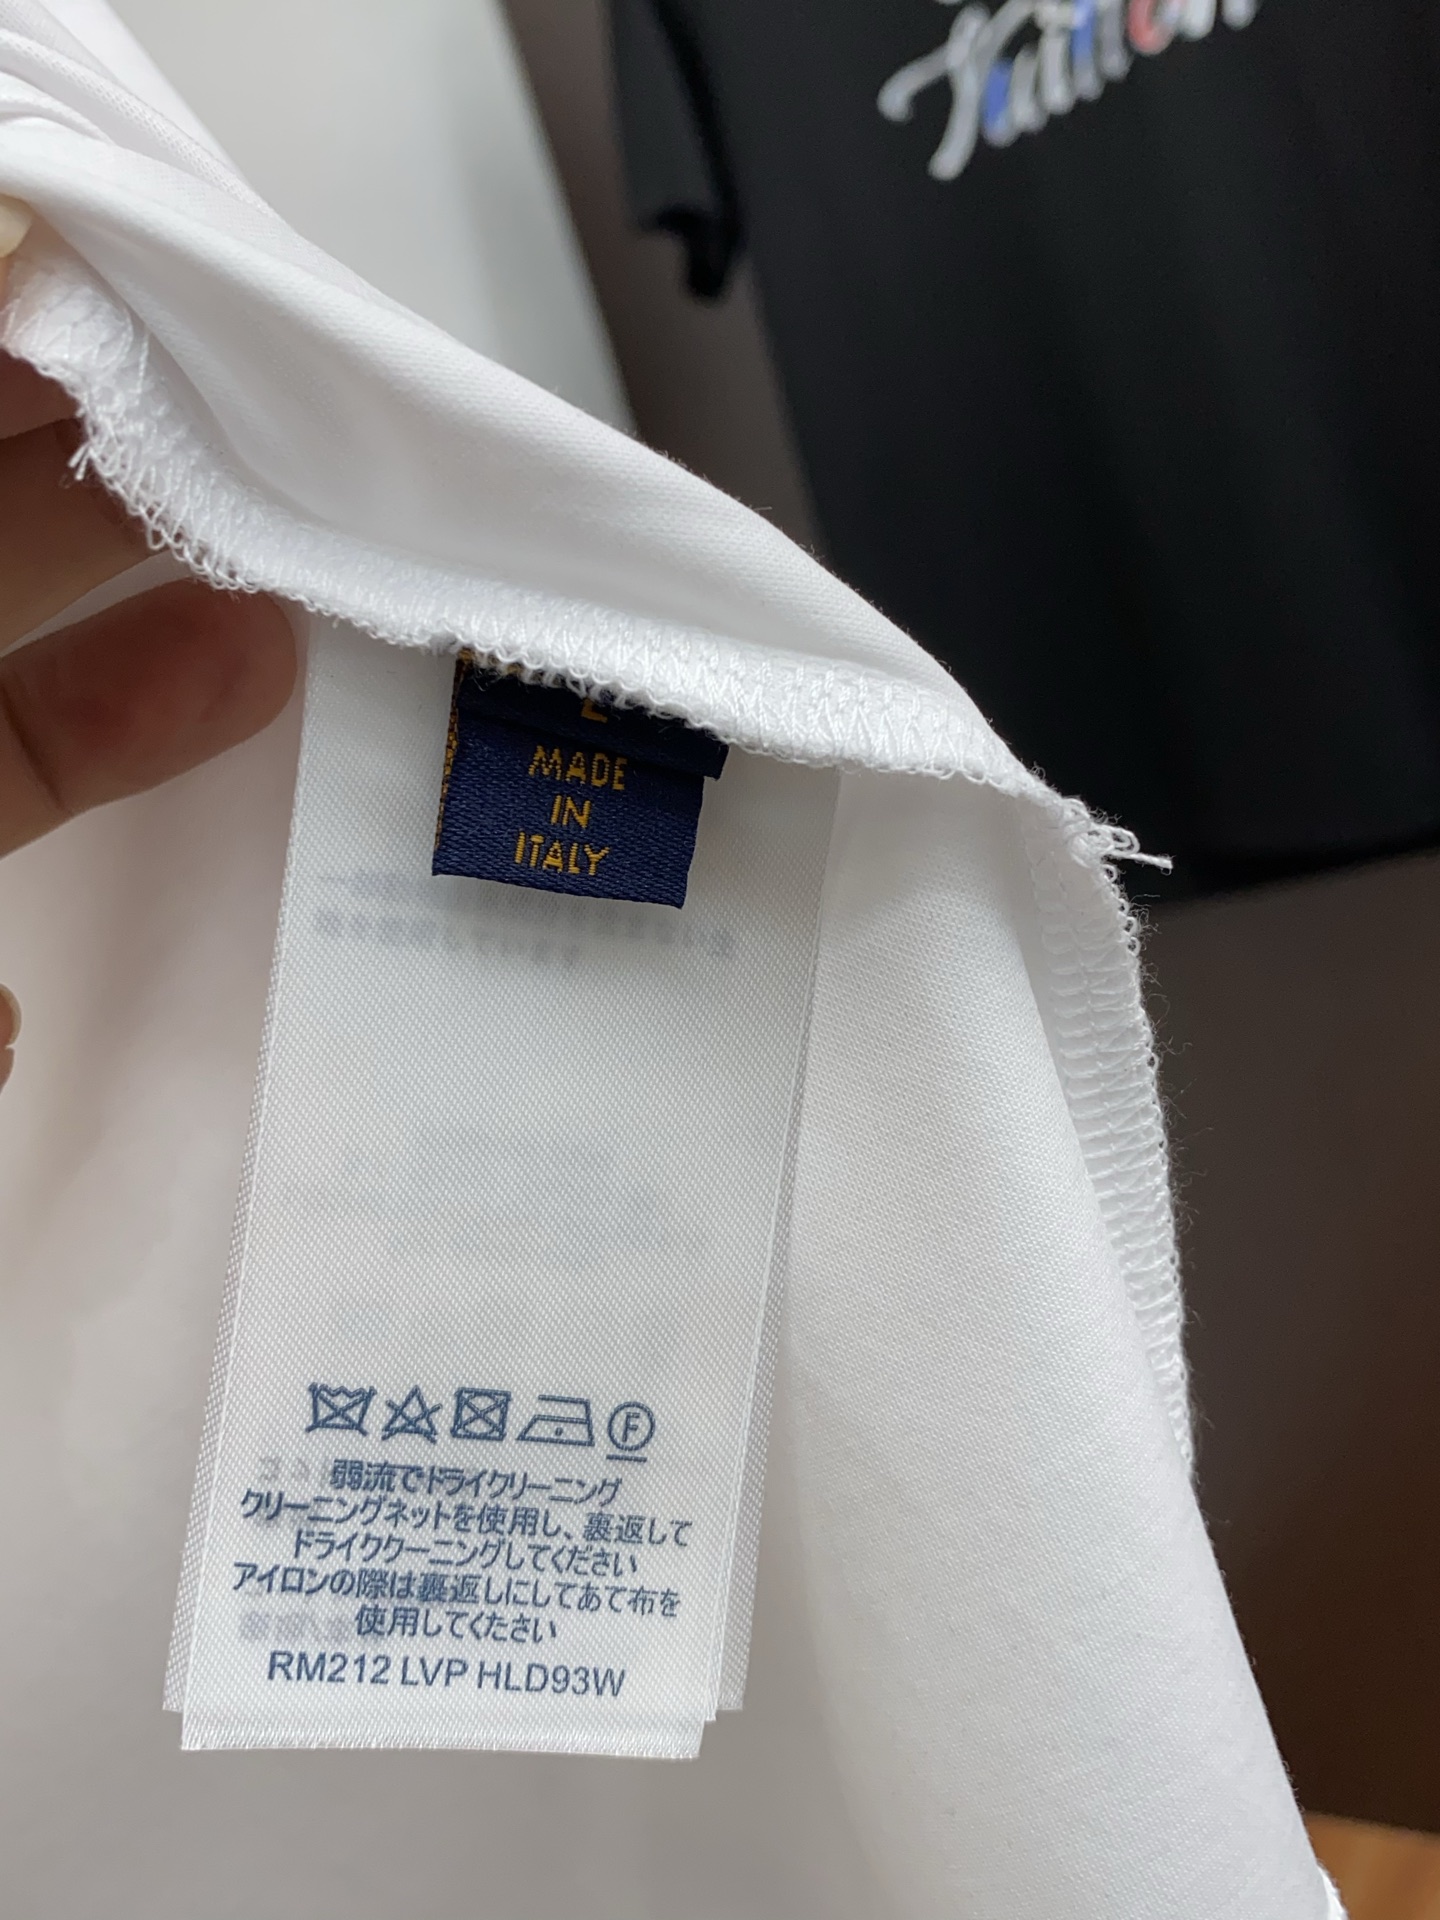 Vuitton
L
MADE
IN
ITALY
F
弱流でドライクリーニング
クリーニングネットを使用し、裏返して
ドライククーニングしてください
アイロンの際は裏返しにしてあて布を
使用してください
RM212 LVP HLD93W